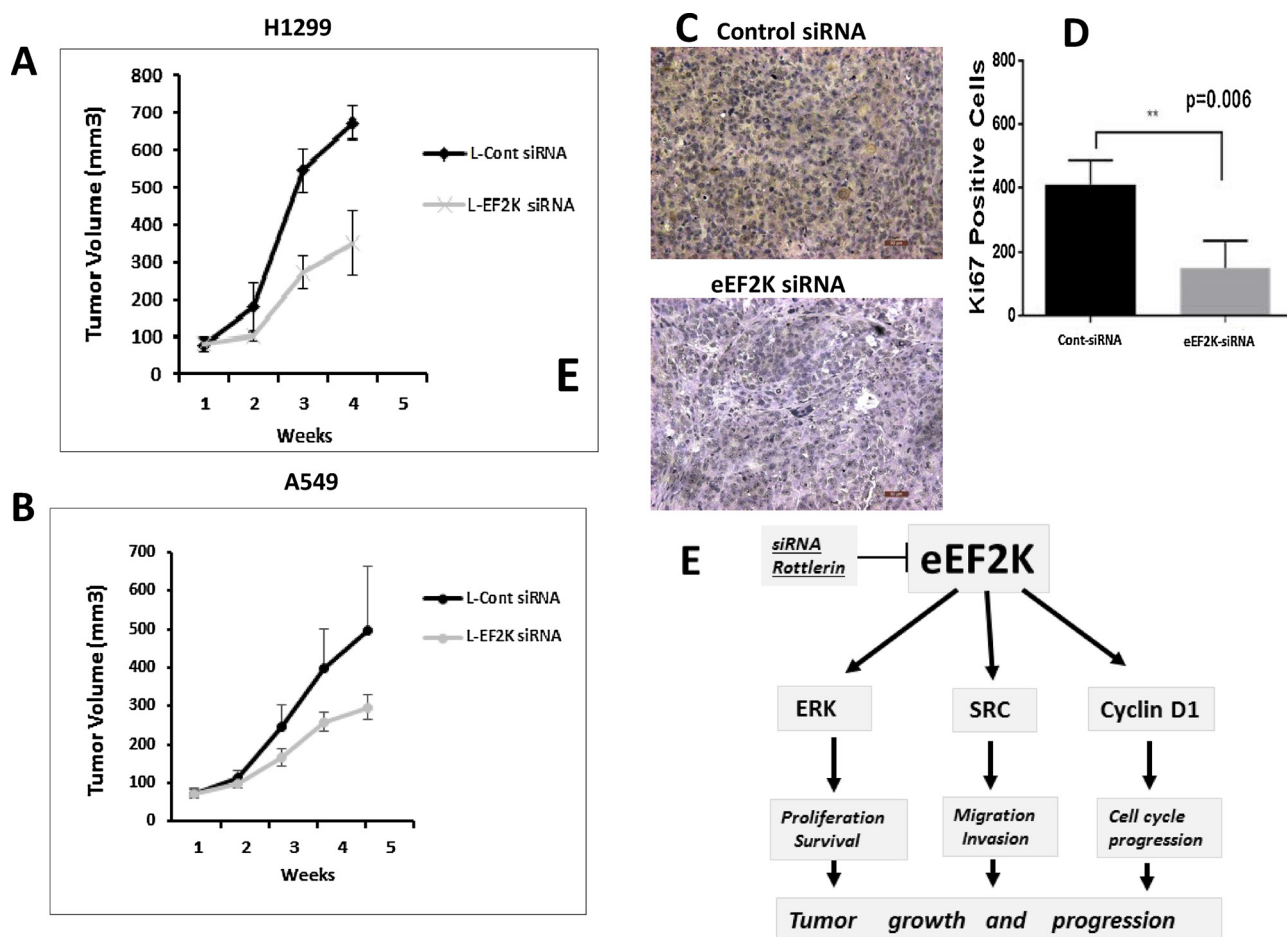 A
H1299
Tumor Volume (mm3)
800
700
600
500
400
300
200
100
0
1 2 3 4 5
Weeks
L-Cont siRNA
L-EF2K siRNA
E
B
A549
Tumor Volume (mm3)
700
600
500
400
300
200
100
0
1 2 3 4 5
Weeks
L-Cont siRNA
L-EF2K siRNA
C
Control siRNA
eEF2K siRNA
D
Ki67 Positive Cells
800
600
400
200
0
p=0.006
**
Cont-siRNA eEF2K-siRNA
E
siRNA
Rottlerin
eEF2K
ERK SRC Cyclin D1
Proliferation
Survival
Migration
Invasion
Cell cycle
progression
Tumor growth and progression